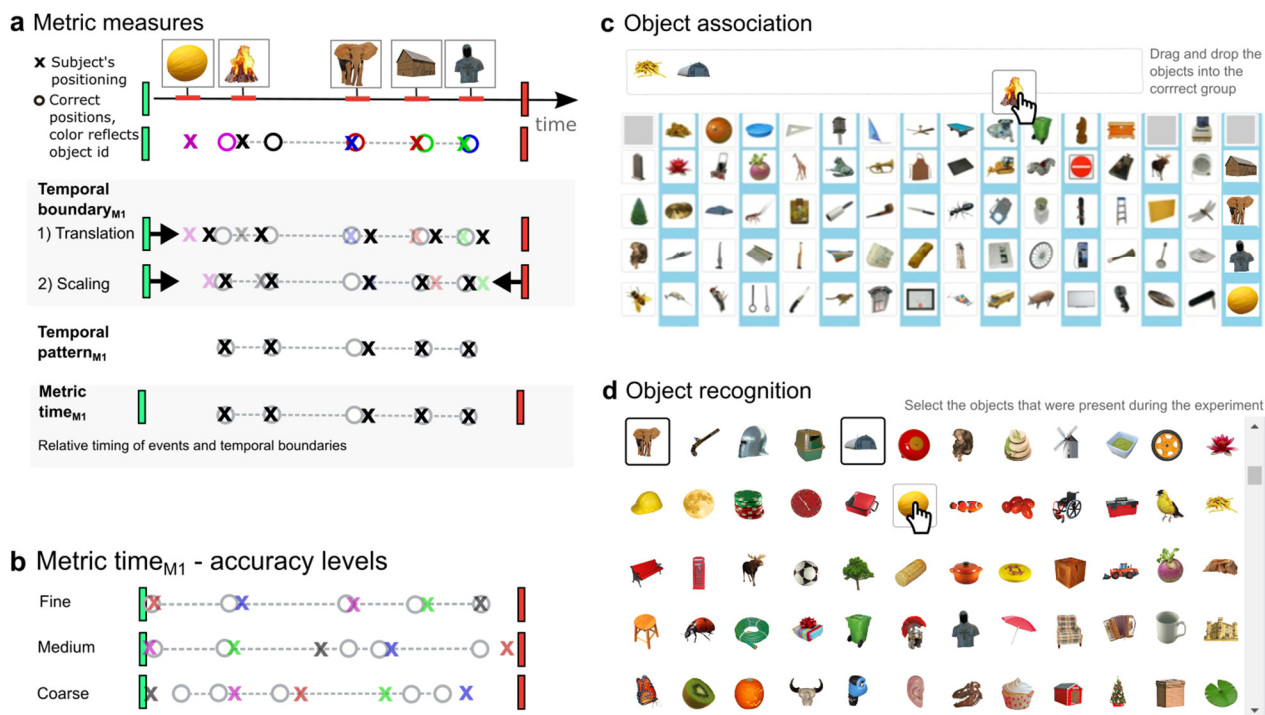 a Metric measures
x Subject's
positioning
Correct
positions,
color reflects
object id
time
Temporal
boundaryM1
1) Translation
2) Scaling
Temporal
patternM1
Metric
timeM1
Relative timing of events and temporal boundaries
b Metric timeM1 - accuracy levels
Fine
Medium
Coarse
c Object association
Drag and drop the
objects into the
corrrect group
d Object recognition
Select the objects that were present during the experiment